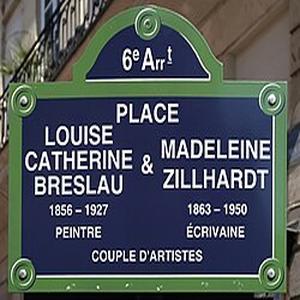 6e Arrt
PLACE
LOUISE
CATHERINE
BRESLAU
1856 – 1927
PEINTRE
&
MADELEINE
ZILLHARDT
1863 – 1950
ÉCRIVAINE
COUPLE D'ARTISTES